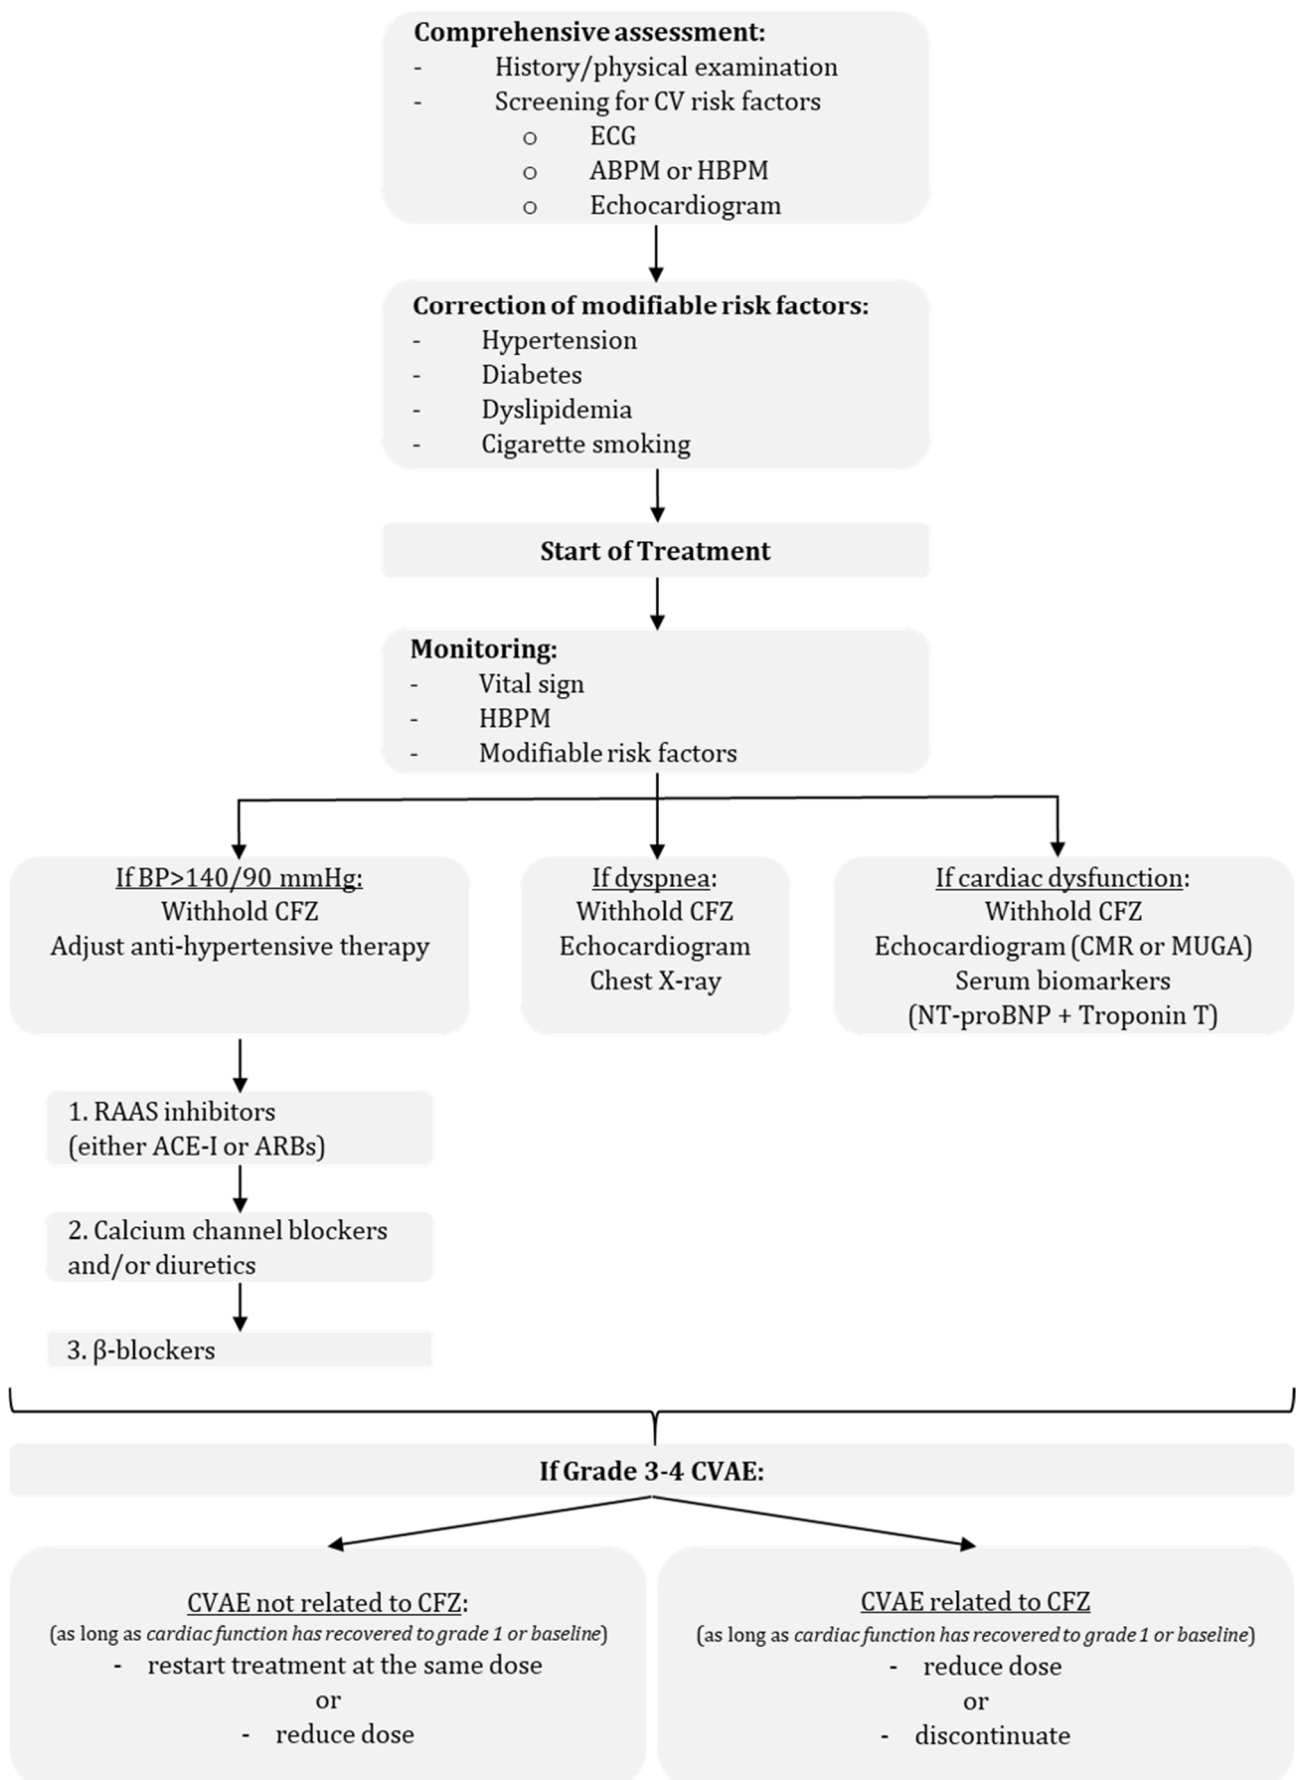 Comprehensive assessment:
- History/physical examination
- Screening for CV risk factors
o ECG
o ABPM or HBPM
o Echocardiogram
Correction of modifiable risk factors:
- Hypertension
- Diabetes
- Dyslipidemia
- Cigarette smoking
Start of Treatment
Monitoring:
- Vital sign
- HBPM
- Modifiable risk factors
If BP>140/90 mmHg:
Withhold CFZ
Adjust anti-hypertensive therapy
If dyspnea:
Withhold CFZ
Echocardiogram
Chest X-ray
If cardiac dysfunction:
Withhold CFZ
Echocardiogram (CMR or MUGA)
Serum biomarkers
(NT-proBNP + Troponin T)
1. RAAS inhibitors
(either ACE-I or ARBs)
2. Calcium channel blockers
and/or diuretics
3. β-blockers
If Grade 3-4 CVAE:
CVAE not related to CFZ:
(as long as cardiac function has recovered to grade 1 or baseline)
- restart treatment at the same dose
or
- reduce dose
CVAE related to CFZ
(as long as cardiac function has recovered to grade 1 or baseline)
- reduce dose
or
- discontinuate